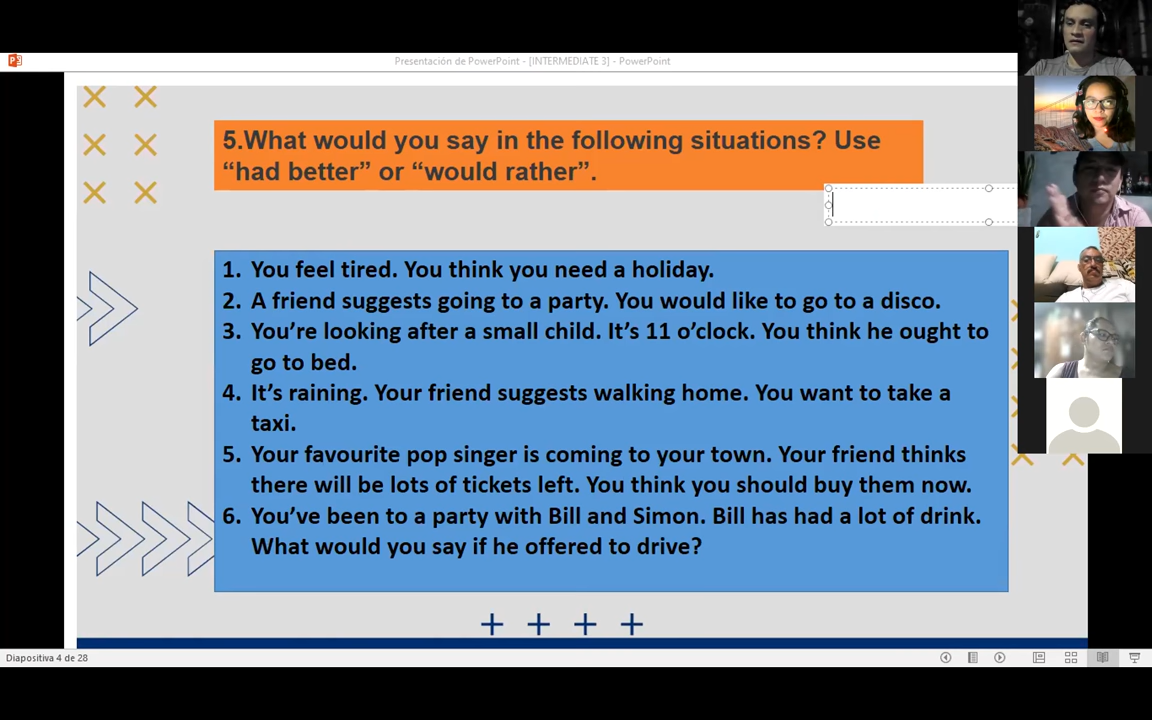 Presentación de PowerPoint - [INTERMEDIATE 3] - PowerPoint
5.What would you say in the following situations? Use
“had better” or “would rather”.
1. You feel tired. You think you need a holiday.
2. A friend suggests going to a party. You would like to go to a disco.
3. You’re looking after a small child. It’s 11 o’clock. You think he ought to
go to bed.
4. It’s raining. Your friend suggests walking home. You want to take a
taxi.
5. Your favourite pop singer is coming to your town. Your friend thinks
there will be lots of tickets left. You think you should buy them now.
6. You’ve been to a party with Bill and Simon. Bill has had a lot of drink.
What would you say if he offered to drive?
Diapositiva 4 de 28